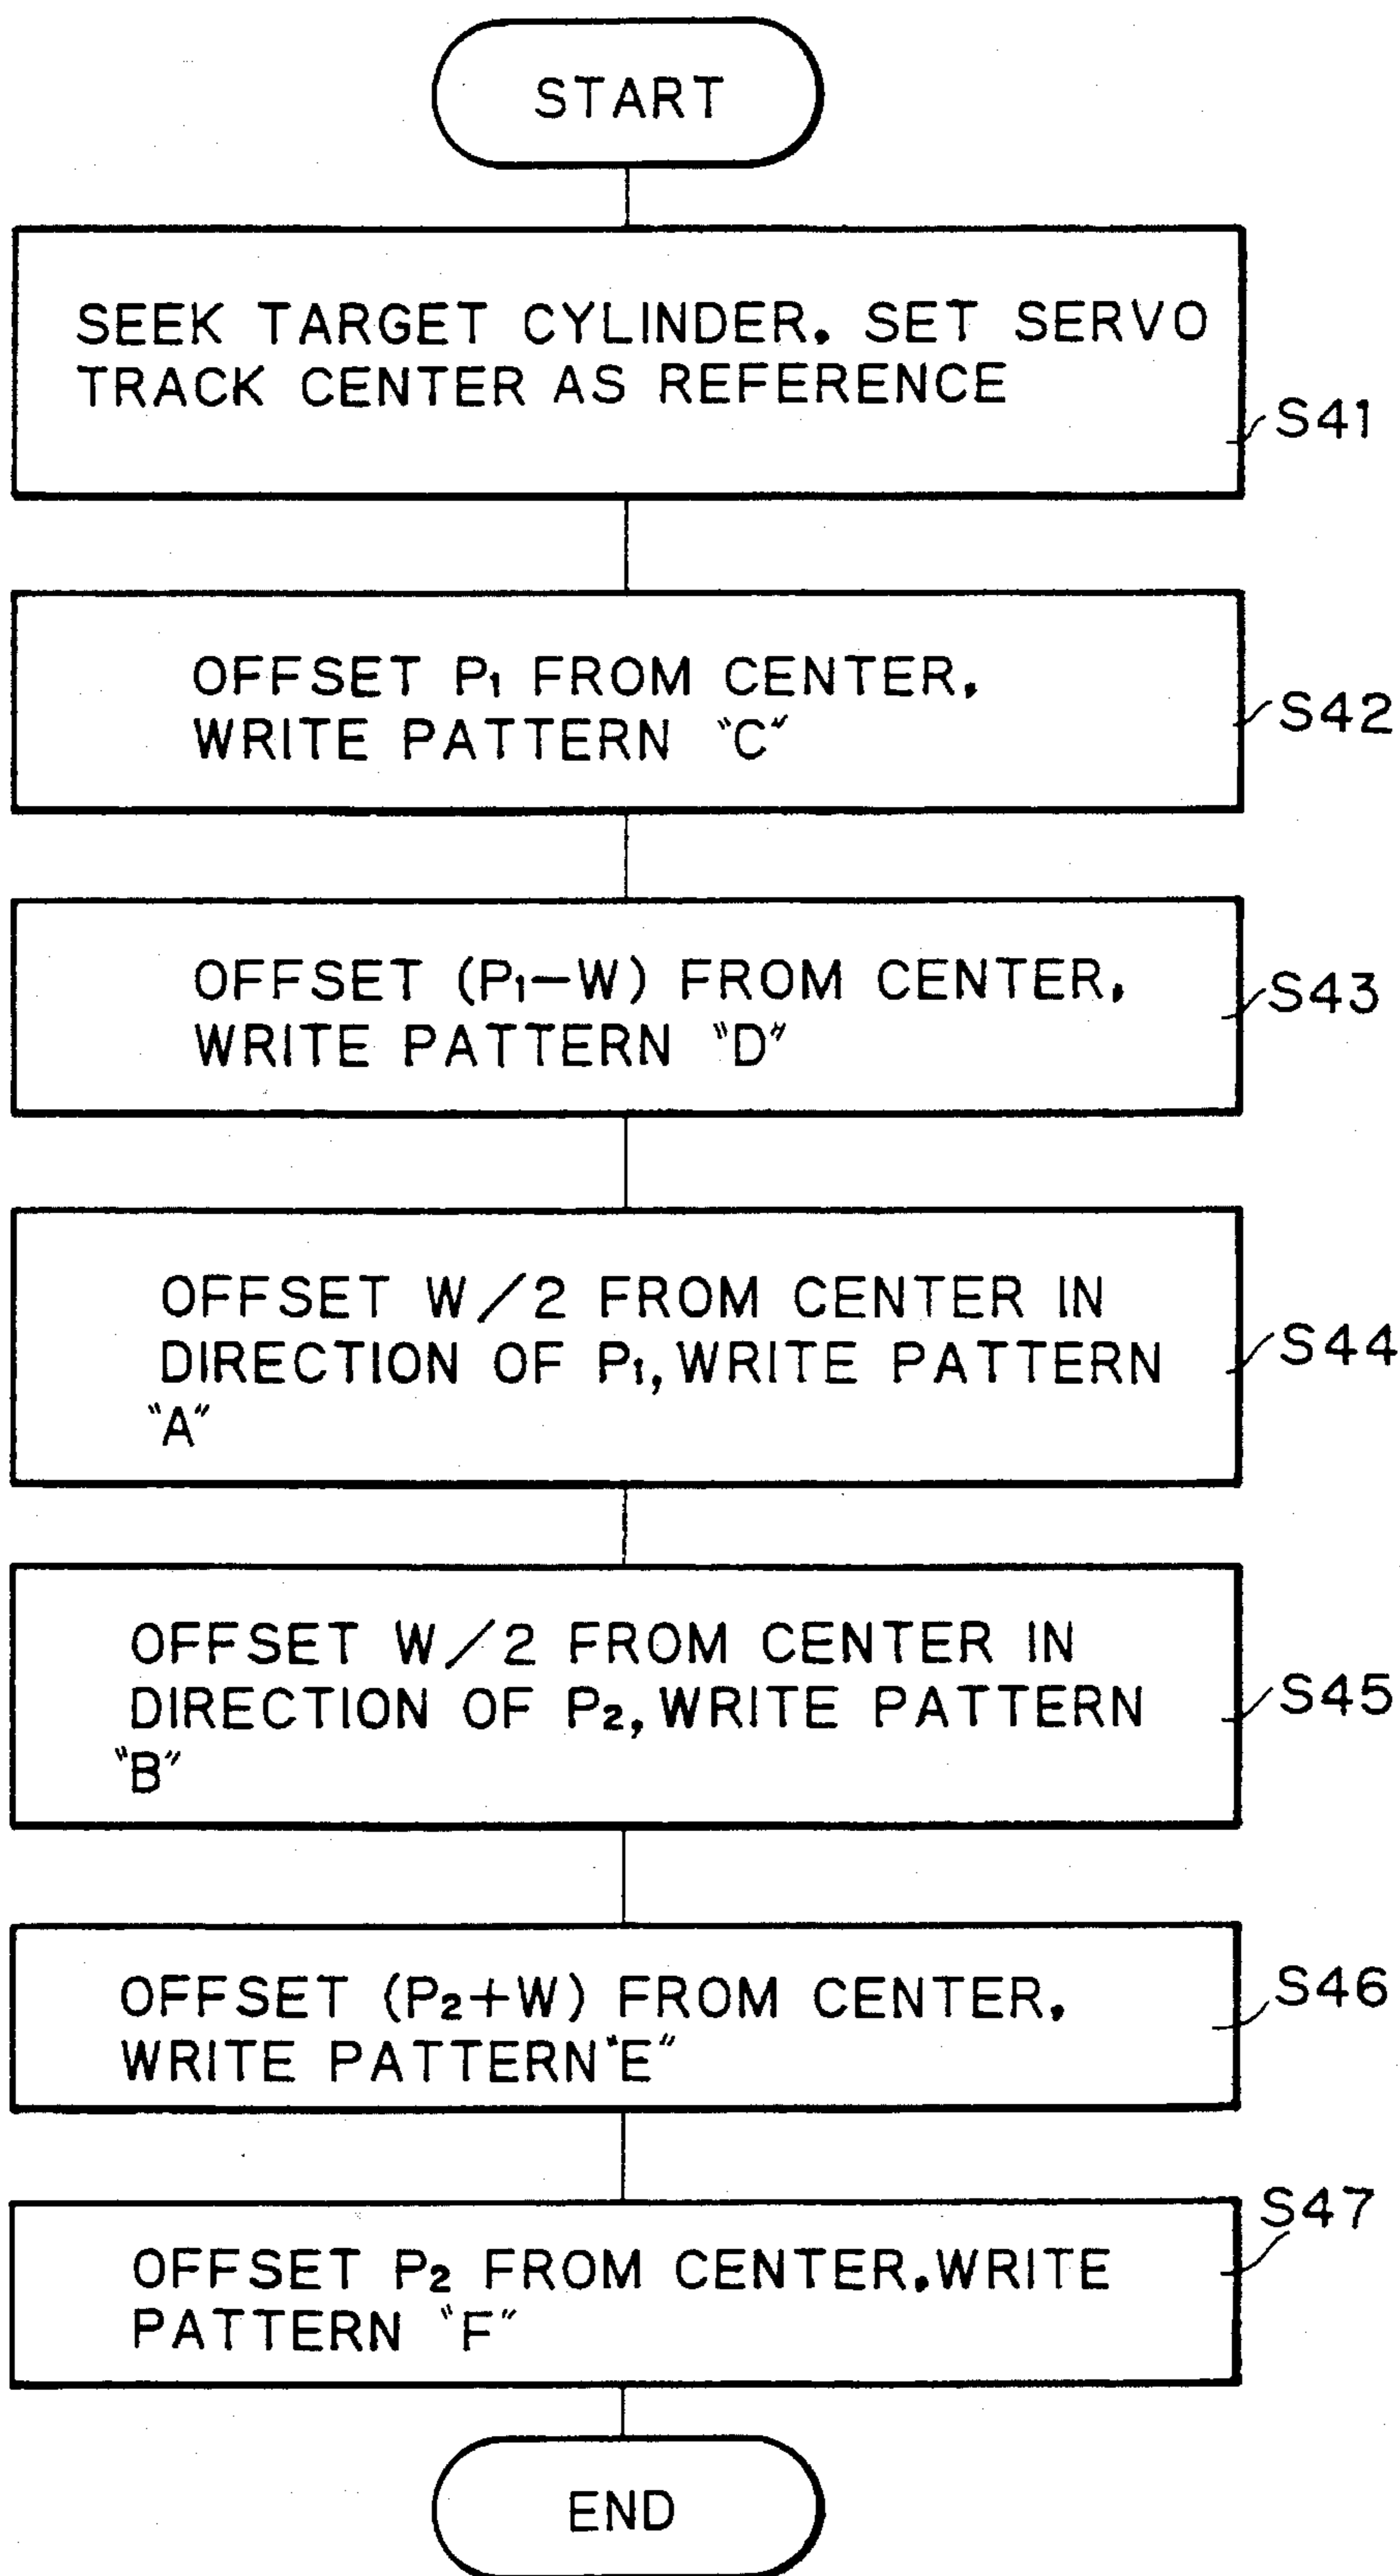 START
SEEK TARGET CYLINDER. SET SERVO
TRACK CENTER AS REFERENCE
S41
OFFSET P₁ FROM CENTER.
WRITE PATTERN "C"
S42
OFFSET (P₁−W) FROM CENTER.
WRITE PATTERN "D"
S43
OFFSET W/2 FROM CENTER IN
DIRECTION OF P₁, WRITE PATTERN
"A"
S44
OFFSET W/2 FROM CENTER IN
DIRECTION OF P₂, WRITE PATTERN
"B"
S45
OFFSET (P₂+W) FROM CENTER.
WRITE PATTERN "E"
S46
OFFSET P₂ FROM CENTER. WRITE
PATTERN "F"
S47
END